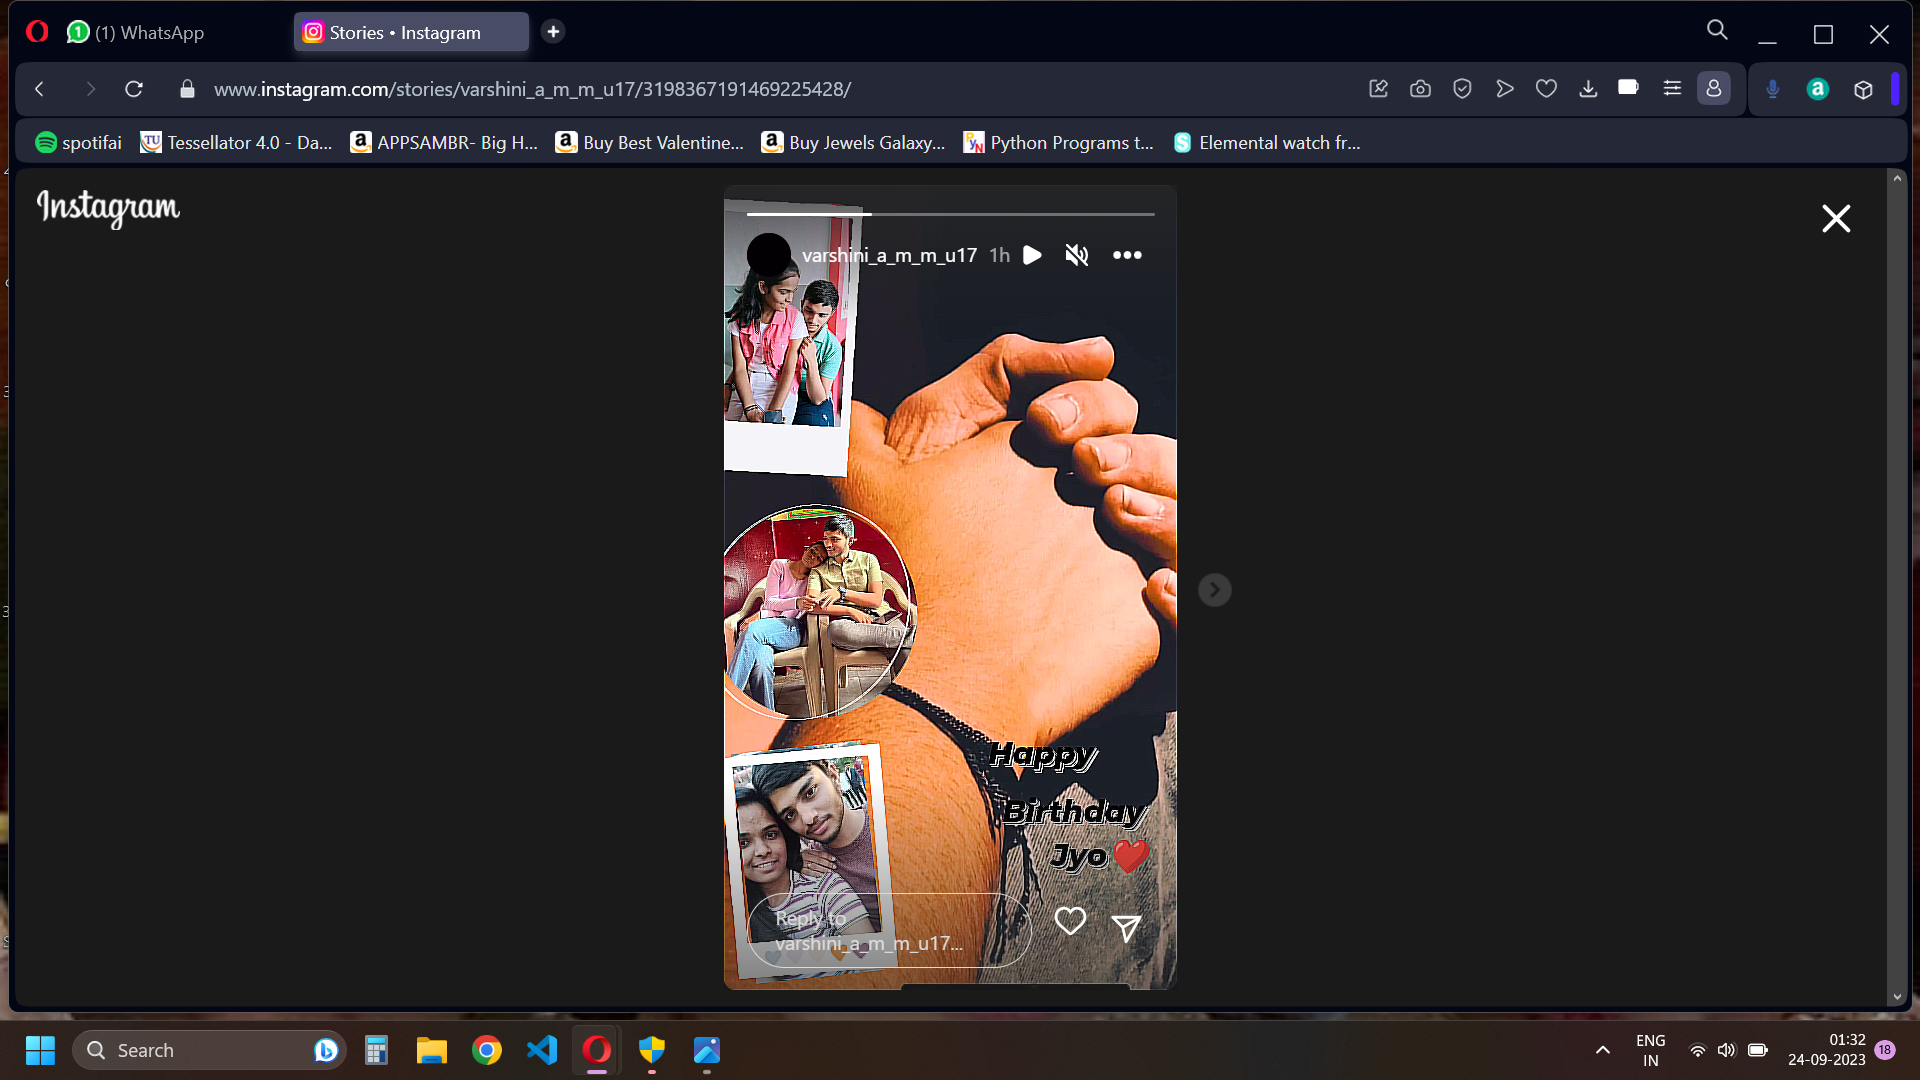 (1) WhatsApp
Stories • Instagram
www.instagram.com/stories/varshini_a_m_m_u17/3198367191469225428/
spotifai
Tessellator 4.0 - Da...
APPSAMBR- Big H...
Buy Best Valentine...
Buy Jewels Galaxy...
Python Programs t...
Elemental watch fr...
Instagram
varshini_a_m_m_u17 1h
Happy
Birthday
Jyo
Reply to
varshini_a_m_m_u17...
Search
ENG
IN
01:32
24-09-2023
18